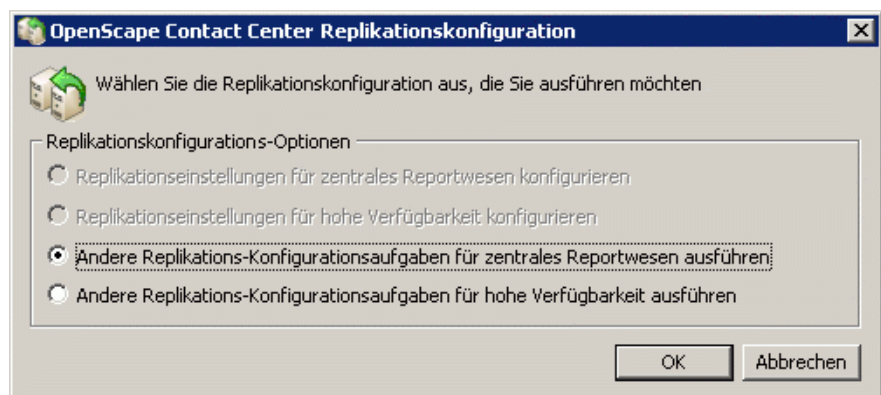 OpenScape Contact Center Replikationskonfiguration
Wählen Sie die Replikationskonfiguration aus, die Sie ausführen möchten
Replikationskonfigurations-Optionen
Replikationseinstellungen für zentrales Reportwesen konfigurieren
Replikationseinstellungen für hohe Verfügbarkeit konfigurieren
Andere Replikations-Konfigurationsaufgaben für zentrales Reportwesen ausführen
Andere Replikations-Konfigurationsaufgaben für hohe Verfügbarkeit ausführen
OK Abbrechen